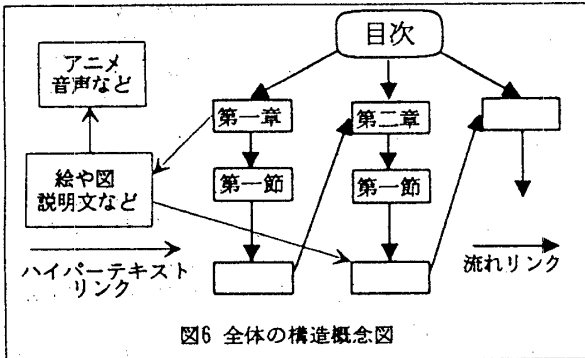 目次
アニメ
音声など
第一章
第二章
絵や図
説明文など
第一節
第一節
ハイパーテキスト
リンク
流れリンク
図6 全体の構造概念図